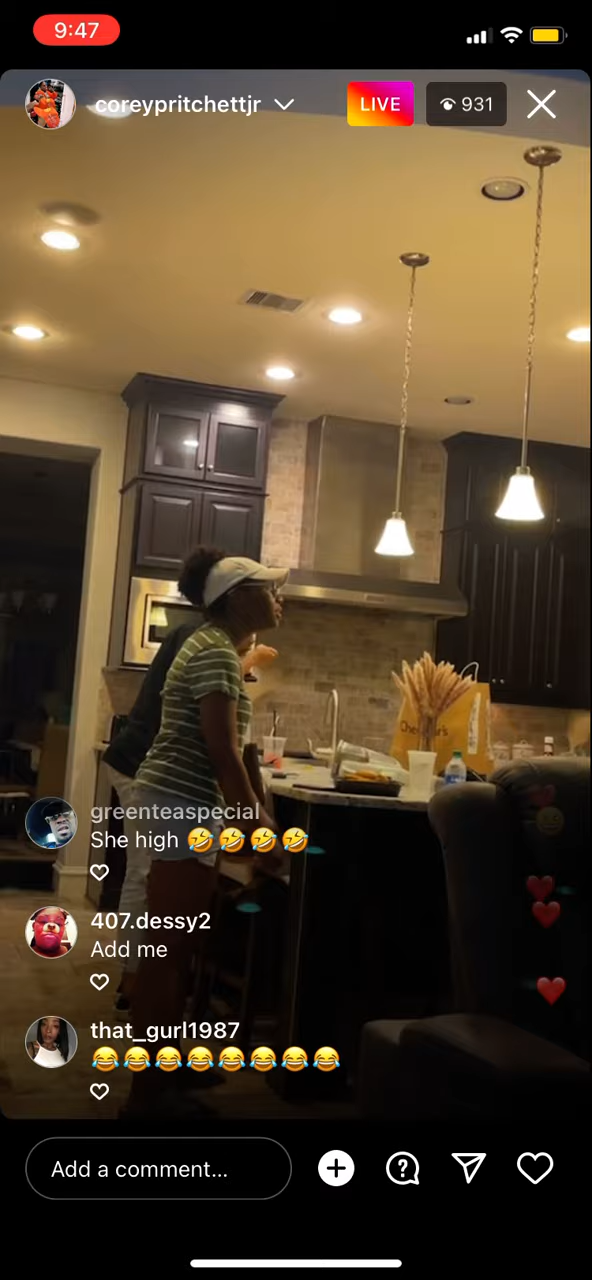 9:47
coreypritchettjr
LIVE
931
greenteaspecial
She high 🤣🤣🤣🤣
407.dessy2
Add me
that_gurl1987
😂😂😂😂😂😂😂😂
Add a comment...